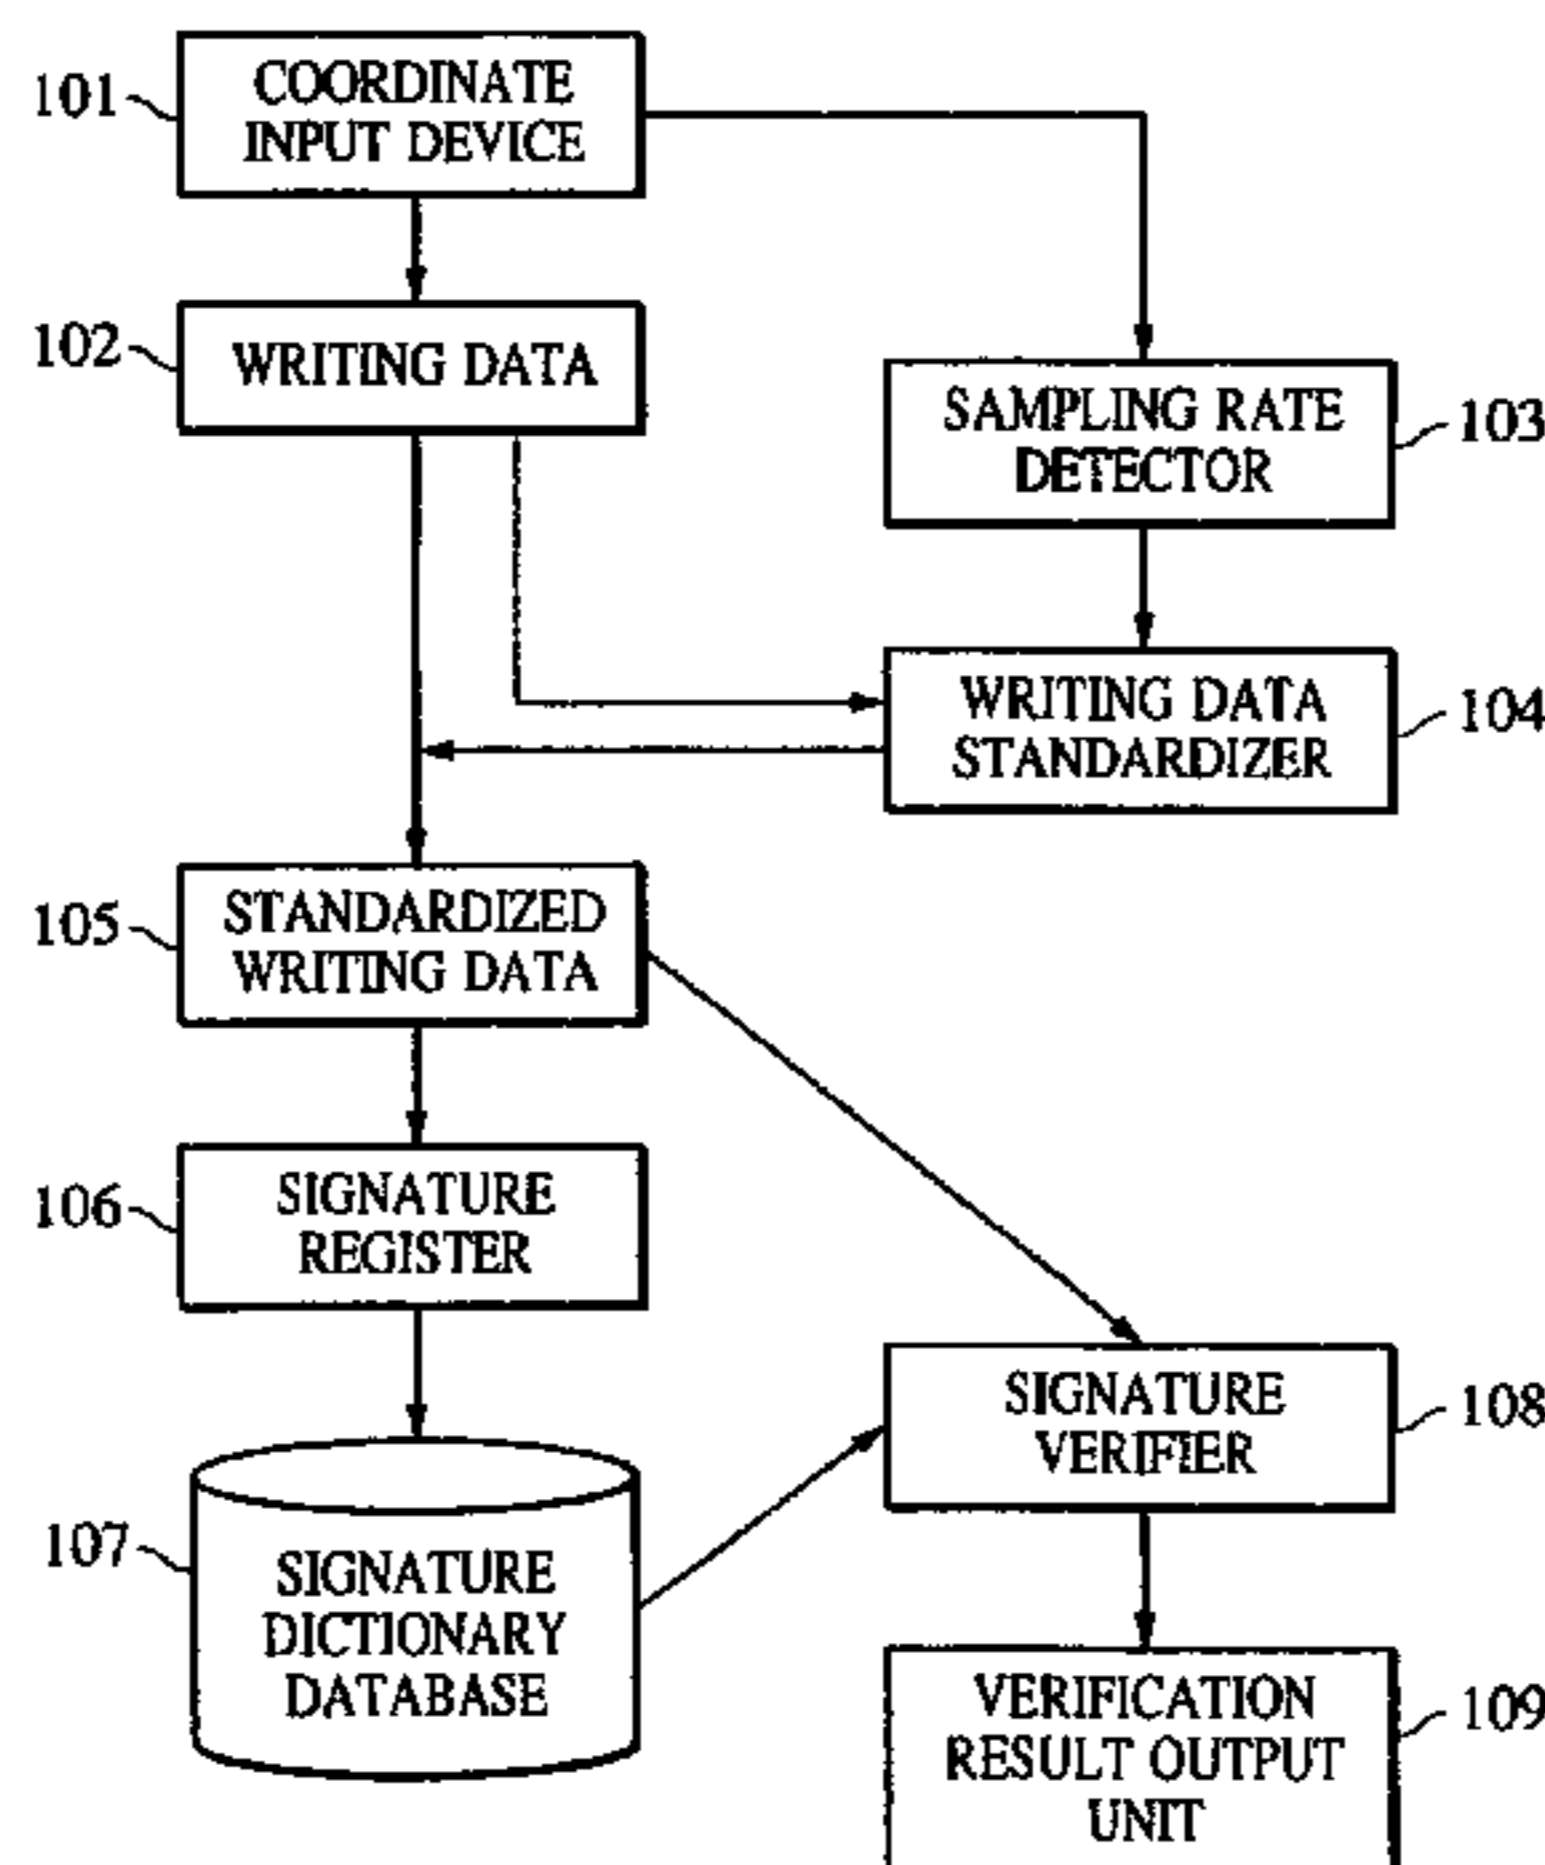 101
COORDINATE
INPUT DEVICE
102
WRITING DATA
SAMPLING RATE
DETECTOR
103
WRITING DATA
STANDARDIZER
104
105
STANDARDIZED
WRITING DATA
106
SIGNATURE
REGISTER
SIGNATURE
VERIFIER
108
107
SIGNATURE
DICTIONARY
DATABASE
VERIFICATION
RESULT OUTPUT
UNIT
109